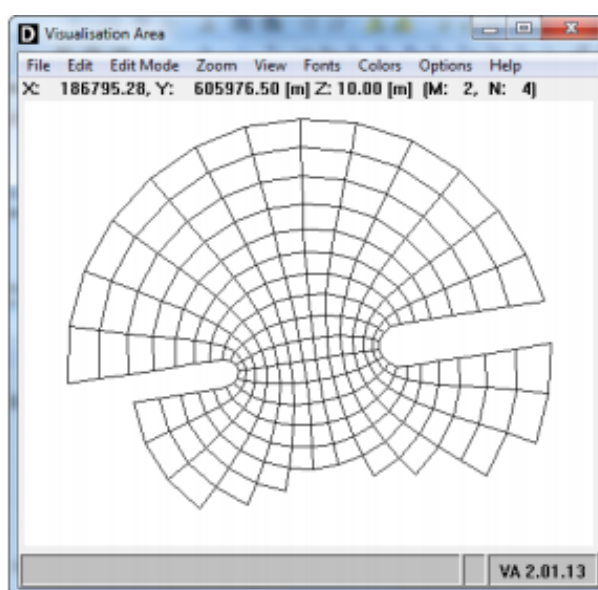 D Visualisation Area
File Edit Edit Mode Zoom View Fonts Colors Options Help
X: 186795.28, Y: 605976.50 [m] Z: 10.00 [m] (M: 2, N: 4)
VA 2.01.13